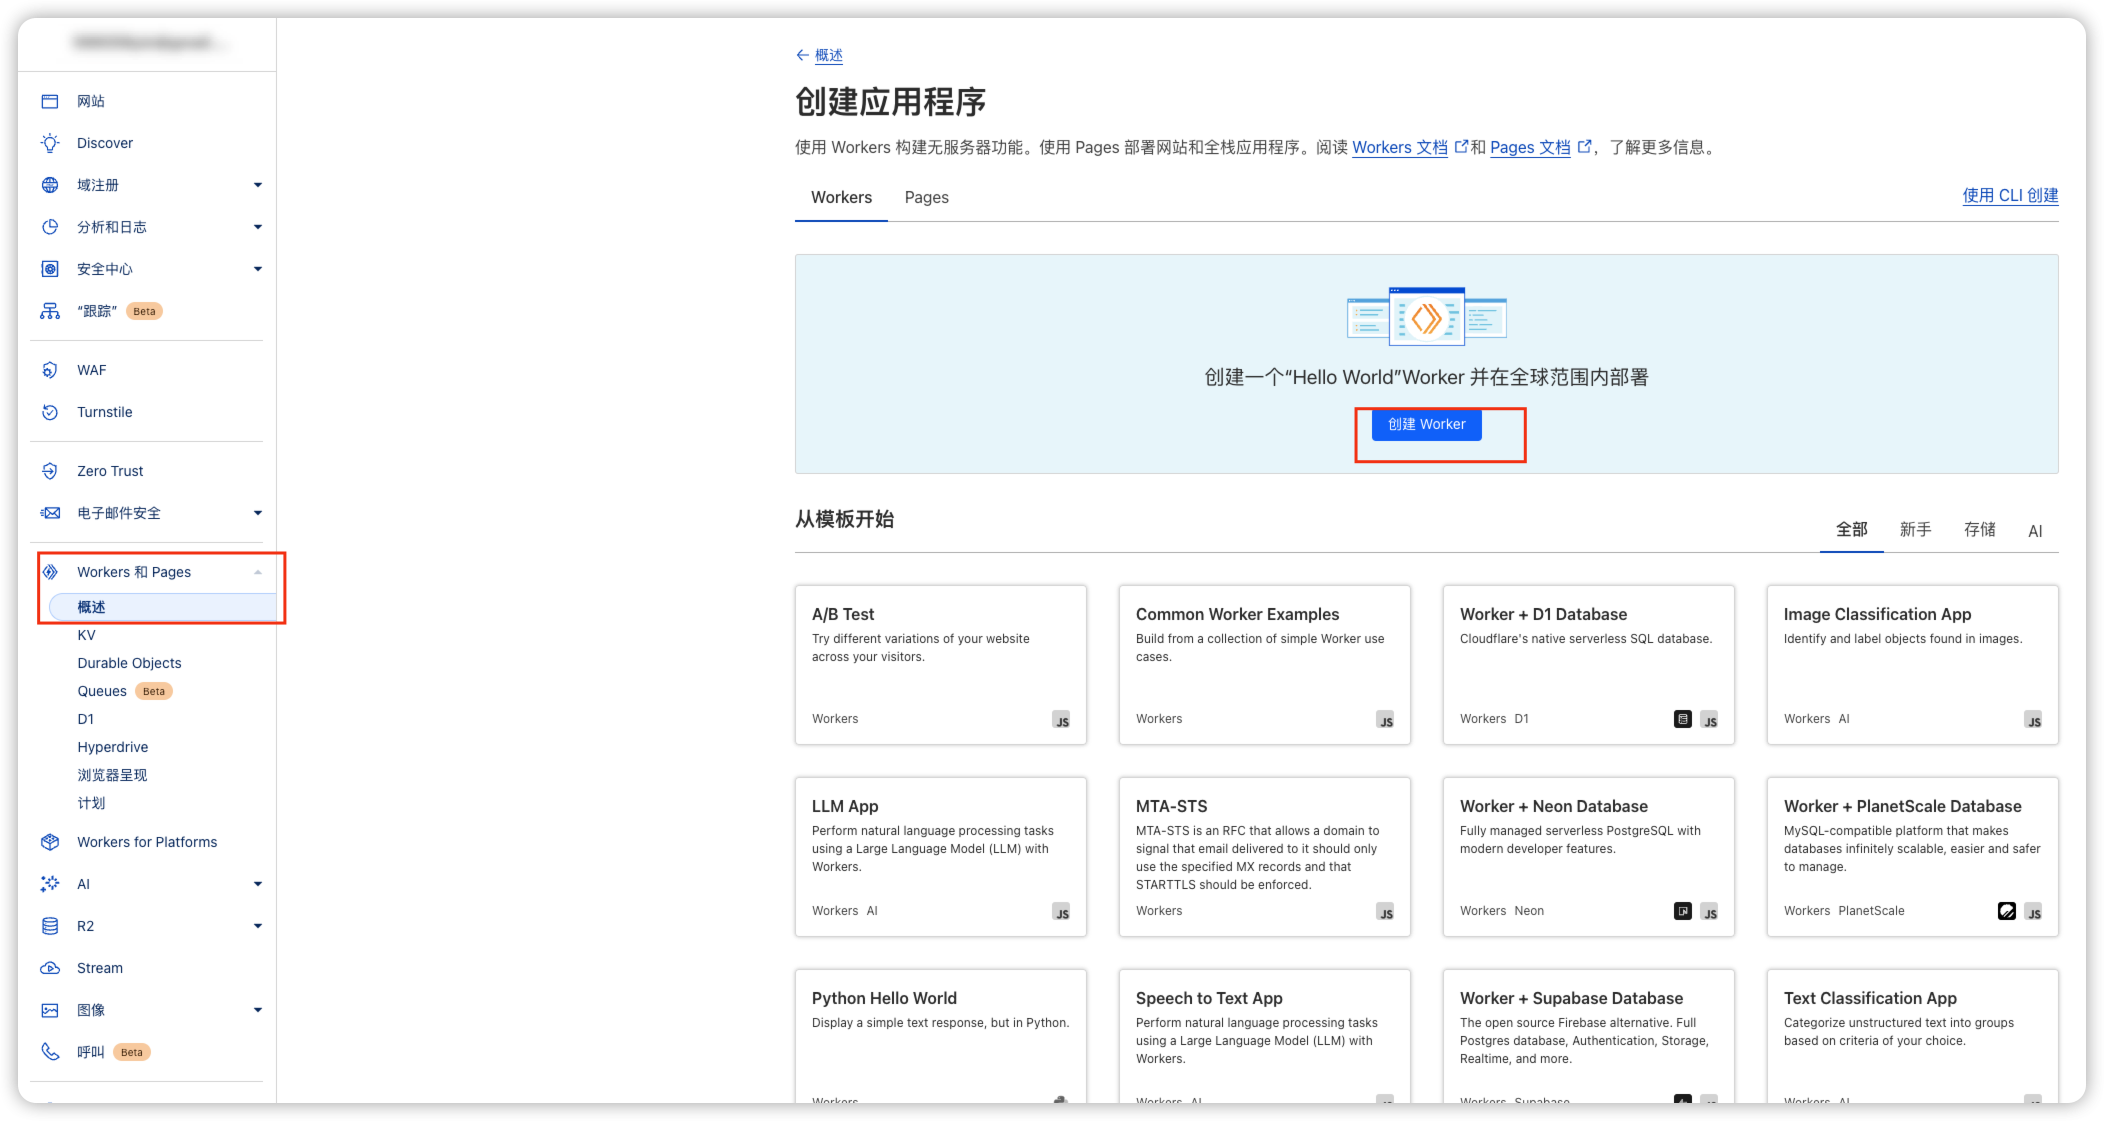 网站
Discover
域注册
分析和日志
安全中心
“跟踪” Beta
WAF
Turnstile
Zero Trust
电子邮件安全
Workers 和 Pages
概述
KV
Durable Objects
Queues Beta
D1
Hyperdrive
浏览器呈现
计划
Workers for Platforms
AI
R2
Stream
图像
呼叫 Beta
← 概述
创建应用程序
使用 Workers 构建无服务器功能。使用 Pages 部署网站和全栈应用程序。阅读 Workers 文档 和 Pages 文档 ，了解更多信息。
Workers Pages 使用 CLI 创建
创建一个“Hello World”Worker 并在全球范围内部署
创建 Worker
从模板开始
全部 新手 存储 AI
A/B Test
Try different variations of your website
across your visitors.
Workers JS
Common Worker Examples
Build from a collection of simple Worker use
cases.
Workers JS
Worker + D1 Database
Cloudflare's native serverless SQL database.
Workers D1 JS
Image Classification App
Identify and label objects found in images.
Workers AI JS
LLM App
Perform natural language processing tasks
using a Large Language Model (LLM) with
Workers.
Workers AI JS
MTA-STS
MTA-STS is an RFC that allows a domain to
signal that email delivered to it should only
use the specified MX records and that
STARTTLS should be enforced.
Workers JS
Worker + Neon Database
Fully managed serverless PostgreSQL with
modern developer features.
Workers Neon JS
Worker + PlanetScale Database
MySQL-compatible platform that makes
databases infinitely scalable, easier and safer
to manage.
Workers PlanetScale JS
Python Hello World
Display a simple text response, but in Python.
Workers
Speech to Text App
Perform natural language processing tasks
using a Large Language Model (LLM) with
Workers.
Workers AI
Worker + Supabase Database
The open source Firebase alternative. Full
Postgres database, Authentication, Storage,
Realtime, and more.
Workers Supabase
Text Classification App
Categorize unstructured text into groups
based on criteria of your choice.
Workers AI